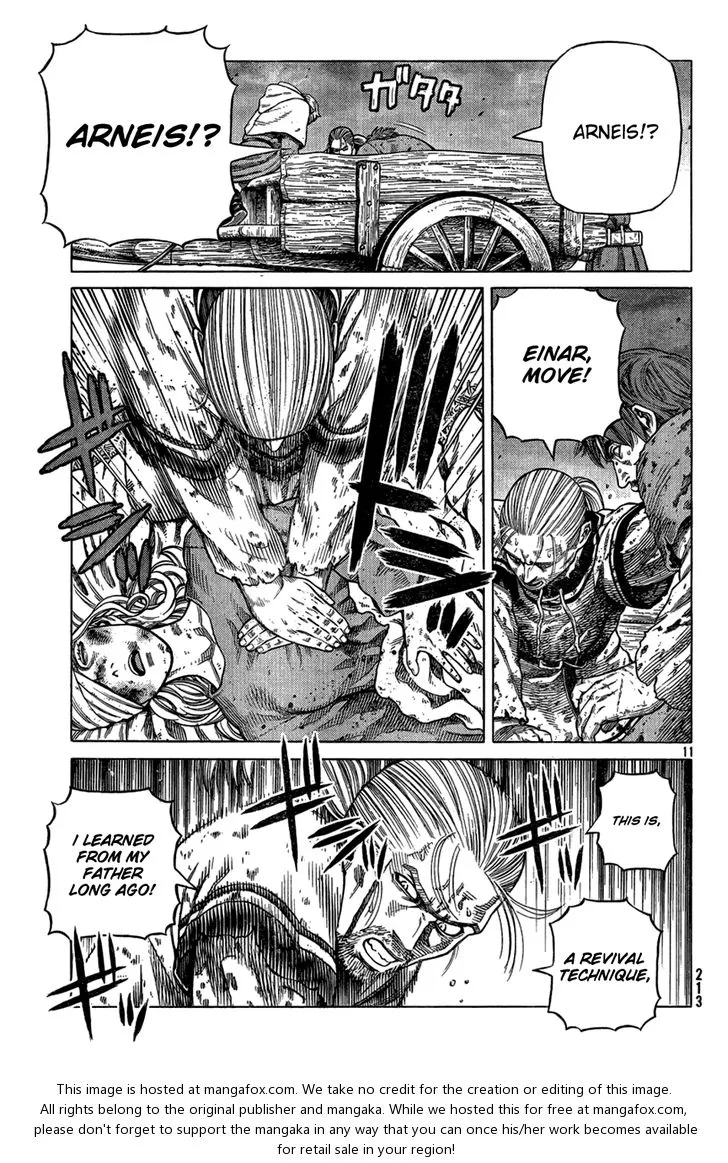 ARNEIS!?
ガタタ
ARNEIS!?
EINAR,
MOVE!
11
THIS IS,
A REVIVAL
TECHNIQUE,
I LEARNED
FROM MY
FATHER
LONG AGO!
213
This image is hosted at mangafox.com. We take no credit for the creation or editing of this image.
All rights belong to the original publisher and mangaka. While we hosted this for free at mangafox.com,
please don't forget to support the mangaka in any way that you can once his/her work becomes available
for retail sale in your region!